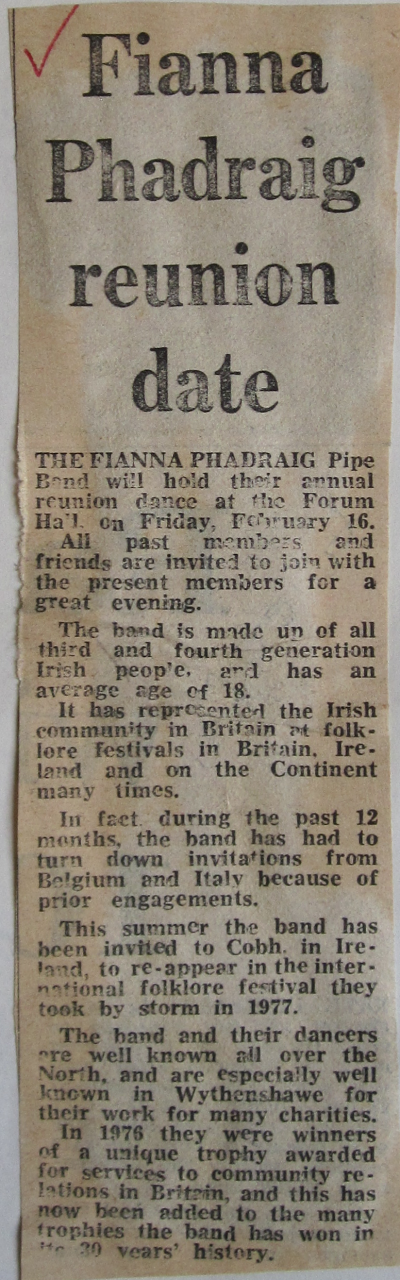 Fianna
Phadraig
reunion
date
THE FIANNA PHADRAIG Pipe
Band will hold their annual
reunion dance at the Forum
Hall on Friday, February 16.
All past members and
friends are invited to join with
the present members for a
great evening.
The band is made up of all
third and fourth generation
Irish people, and has an
average age of 18.
It has represented the Irish
community in Britain at folk-
lore festivals in Britain, Ire-
land and on the Continent
many times.
In fact during the past 12
months, the band has had to
turn down invitations from
Belgium and Italy because of
prior engagements.
This summer the band has
been invited to Cobh, in Ire-
land, to re-appear in the inter-
national folklore festival they
took by storm in 1977.
The band and their dancers
are well known all over the
North, and are especially well
known in Wythenshawe for
their work for many charities.
In 1976 they were winners
of a unique trophy awarded
for services to community re-
lations in Britain, and this has
now been added to the many
trophies the band has won in
years' history.